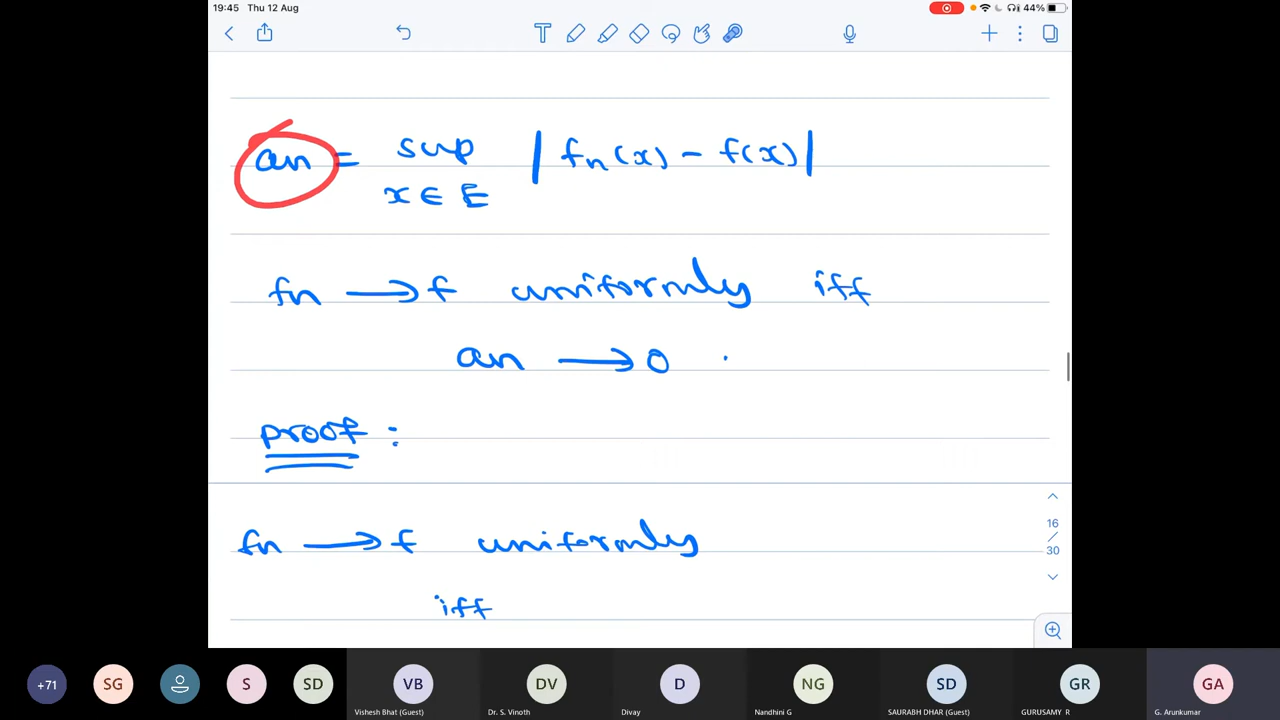 19:45 Thu 12 Aug
44%
an = sup | fn(x) - f(x) |
x ∈ E
fn ⟶ f uniformly iff
an ⟶ 0 .
proof :
fn ⟶ f uniformly
iff
16
/
30
+71
SG
S
SD
VB
DV
D
NG
SD
GR
GA
Vishesh Bhat (Guest)
Dr. S. Vinoth
Divay
Nandhini G
SAURABH DHAR (Guest)
GURUSAMY R
G. Arunkumar